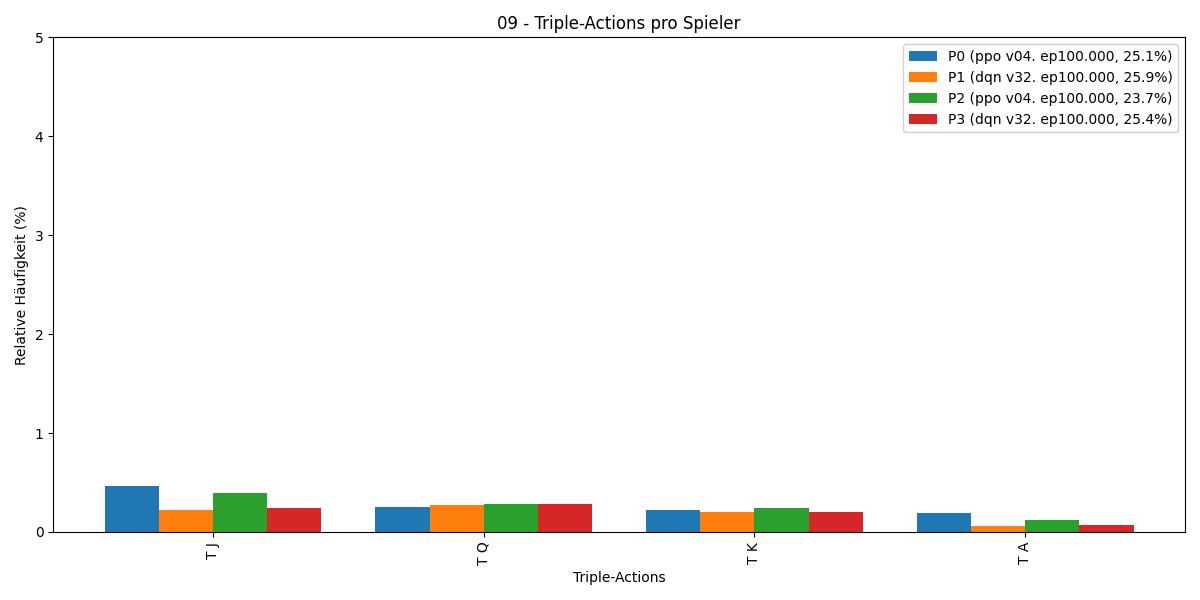 09 - Triple-Actions pro Spieler
5
4
3
2
1
0
Relative Häufigkeit (%)
P0 (ppo v04. ep100.000, 25.1%)
P1 (dqn v32. ep100.000, 25.9%)
P2 (ppo v04. ep100.000, 23.7%)
P3 (dqn v32. ep100.000, 25.4%)
T J
T Q
T K
T A
Triple-Actions